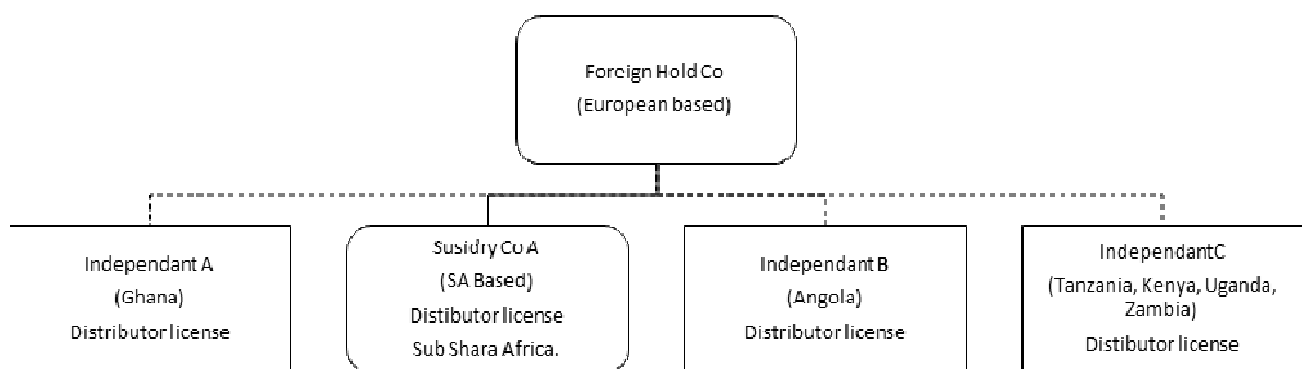 Foreign Hold Co
(European based)
Independant A
(Ghana)
Distributor license
Susidry Co A
(SA Based)
Distibutor license
Sub Shara Africa.
Independant B
(Angola)
Distributor license
IndependantC
(Tanzania, Kenya, Uganda,
Zambia)
Distibutor license